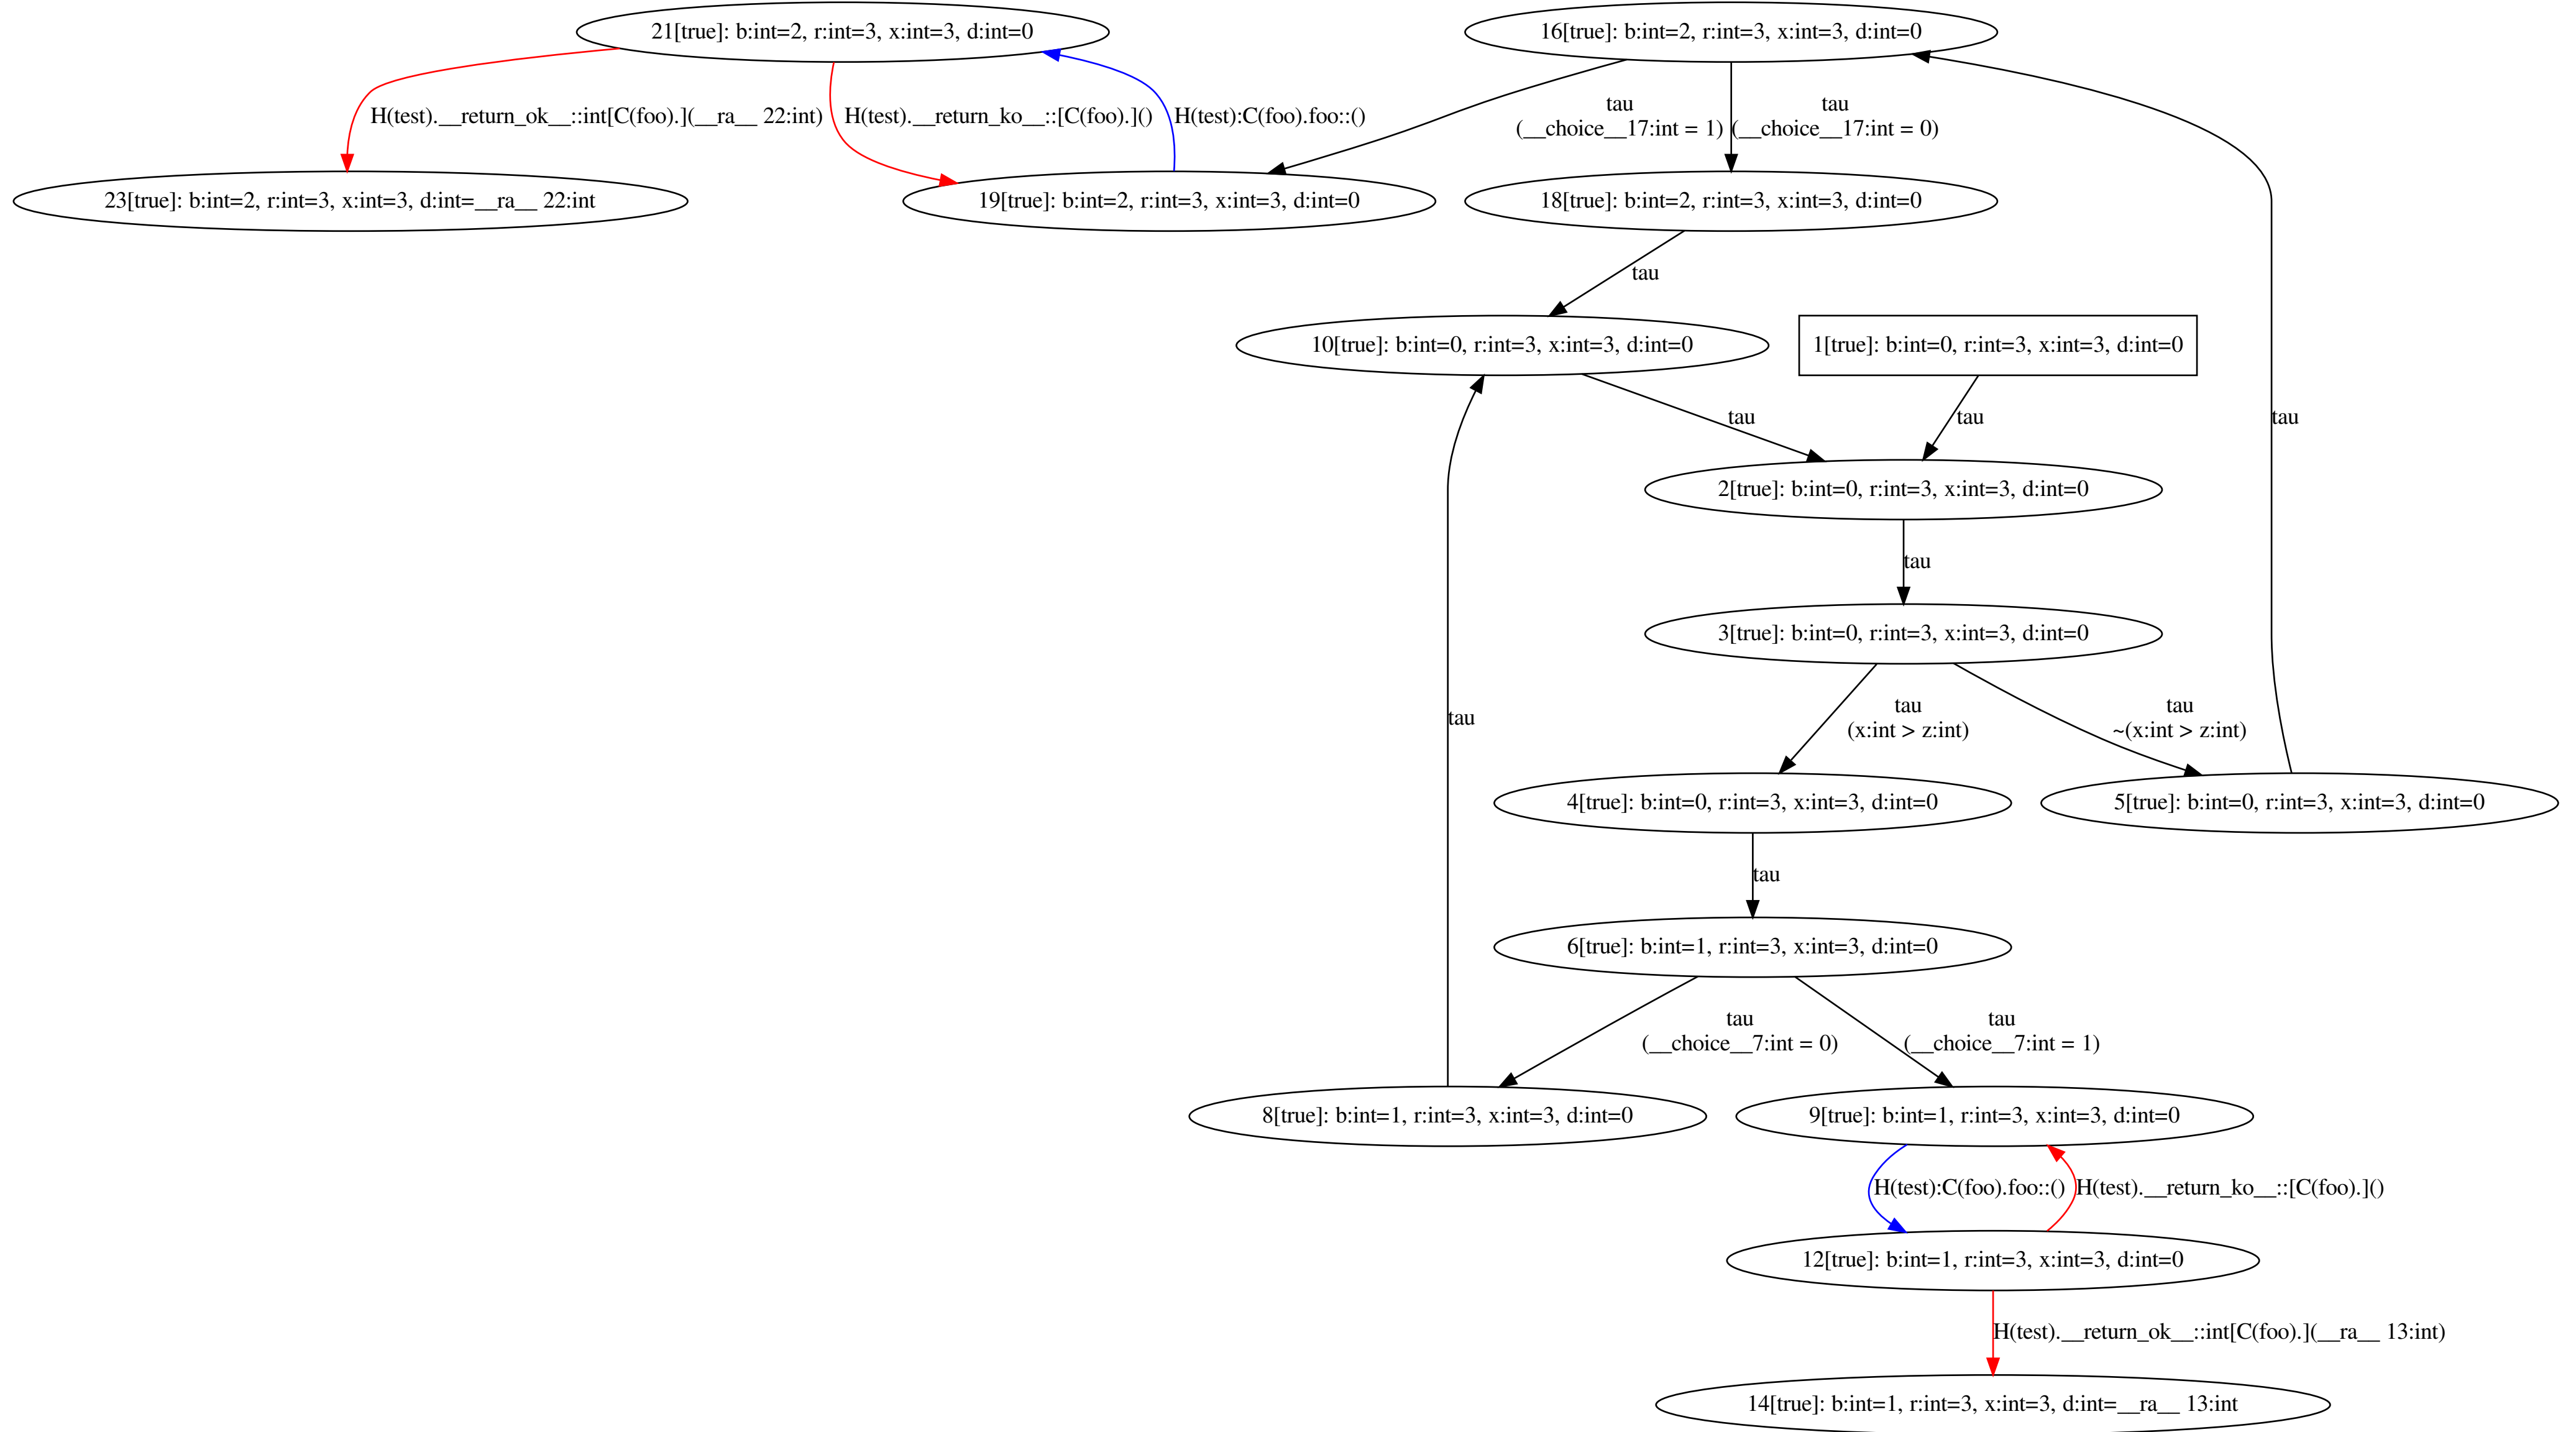 21[true]: b:int=2, r:int=3, x:int=3, d:int=0
16[true]: b:int=2, r:int=3, x:int=3, d:int=0
H(test).__return_ok__::int[C(foo).](__ra__ 22:int)
H(test).__return_ko__::[C(foo).]()
H(test):C(foo).foo::()
tau
(__choice__17:int = 1)
tau
(__choice__17:int = 0)
23[true]: b:int=2, r:int=3, x:int=3, d:int=__ra__ 22:int
19[true]: b:int=2, r:int=3, x:int=3, d:int=0
18[true]: b:int=2, r:int=3, x:int=3, d:int=0
tau
10[true]: b:int=0, r:int=3, x:int=3, d:int=0
1[true]: b:int=0, r:int=3, x:int=3, d:int=0
tau
tau
tau
2[true]: b:int=0, r:int=3, x:int=3, d:int=0
tau
3[true]: b:int=0, r:int=3, x:int=3, d:int=0
tau
tau
(x:int > z:int)
tau
~(x:int > z:int)
4[true]: b:int=0, r:int=3, x:int=3, d:int=0
5[true]: b:int=0, r:int=3, x:int=3, d:int=0
tau
6[true]: b:int=1, r:int=3, x:int=3, d:int=0
tau
(__choice__7:int = 0)
tau
(__choice__7:int = 1)
8[true]: b:int=1, r:int=3, x:int=3, d:int=0
9[true]: b:int=1, r:int=3, x:int=3, d:int=0
H(test):C(foo).foo::()
H(test).__return_ko__::[C(foo).]()
12[true]: b:int=1, r:int=3, x:int=3, d:int=0
H(test).__return_ok__::int[C(foo).](__ra__ 13:int)
14[true]: b:int=1, r:int=3, x:int=3, d:int=__ra__ 13:int